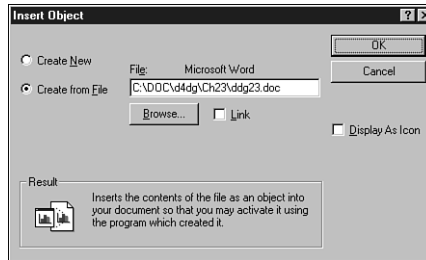 Insert Object
OK
Create New
File: Microsoft Word
Cancel
Create from File
C:\DOC\d4dg\Ch23\ddg23.doc
Browse...
Link
Display As Icon
Result
Inserts the contents of the file as an object into
your document so that you may activate it using
the program which created it.